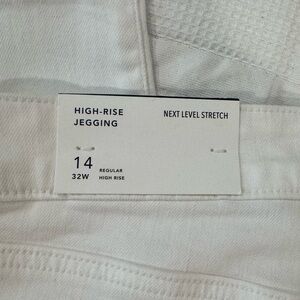 HIGH-RISE
JEGGING
NEXT LEVEL STRETCH
14
32W
REGULAR
HIGH RISE